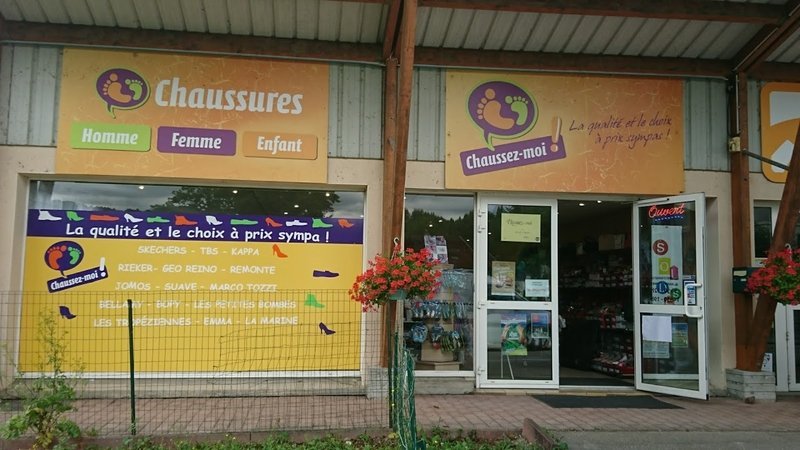 Chaussures
Homme
Femme
Enfant
Chaussez-moi !
La qualité et le choix
à prix sympas !
La qualité et le choix à prix sympa !
Chaussez-moi !
SKECHERS - TBS - KAPPA
RIEKER - GEO REINO - REMONTE
JOMOS - SUAVE - MARCO TOZZI
BELLAMY - BOPY - LES PETITES BOMBES
LES TROPÉZIENNES - EMMA - LA MARINE
Ouvert
S
O
L